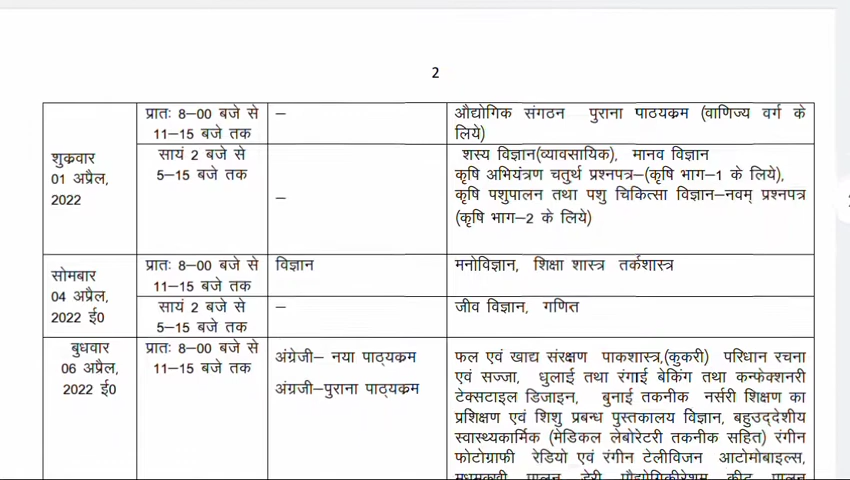 2
शुक्रवार
01 अप्रैल,
2022
प्रातः 8–00 बजे से
11–15 बजे तक
–
औद्योगिक संगठन पुराना पाठयक्रम (वाणिज्य वर्ग के
लिये)
सायं 2 बजे से
5–15 बजे तक
–
शस्य विज्ञान(व्यावसायिक), मानव विज्ञान
कृषि अभियंत्रण चतुर्थ प्रश्नपत्र–(कृषि भाग–1 के लिये),
कृषि पशुपालन तथा पशु चिकित्सा विज्ञान–नवम् प्रश्नपत्र
(कृषि भाग–2 के लिये)
सोमबार
04 अप्रैल,
2022 ई0
प्रातः 8–00 बजे से
11–15 बजे तक
विज्ञान
मनोविज्ञान, शिक्षा शास्त्र तर्कशास्त्र
सायं 2 बजे से
5–15 बजे तक
–
जीव विज्ञान, गणित
बुधवार
06 अप्रैल,
2022 ई0
प्रातः 8–00 बजे से
11–15 बजे तक
अंग्रेजी– नया पाठ्यक्रम
अंग्रजी–पुराना पाठ्यक्रम
फल एवं खाद्य संरक्षण पाकशास्त्र,(कुकरी) परिधान रचना
एवं सज्जा, धुलाई तथा रंगाई बेकिंग तथा कन्फेक्शनरी
टेक्सटाइल डिजाइन, बुनाई तकनीक नर्सरी शिक्षण का
प्रशिक्षण एवं शिशु प्रबन्ध पुस्तकालय विज्ञान, बहुउद्देशीय
स्वास्थ्यकार्मिक (मेडिकल लेबोरेटरी तकनीक सहित) रंगीन
फोटोग्राफी रेडियो एवं रंगीन टेलीविजन आटोमोबाइल्स,